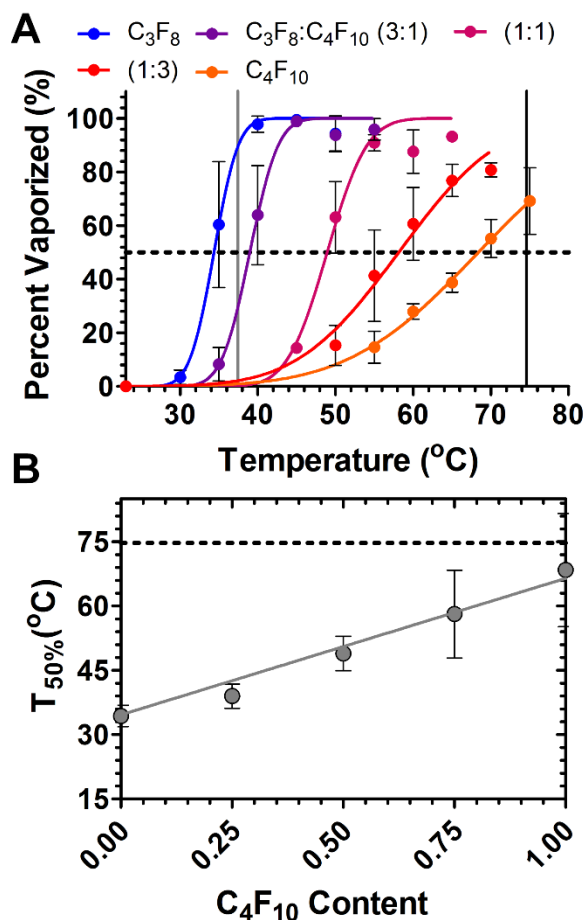 A
C₃F₈ C₃F₈:C₄F₁₀ (3:1) (1:1)
(1:3) C₄F₁₀
Percent Vaporized (%)
100
80
60
40
20
0
30 40 50 60 70 80
Temperature (°C)
B
T₅₀%(°C)
75
60
45
30
15
0.00 0.25 0.50 0.75 1.00
C₄F₁₀ Content